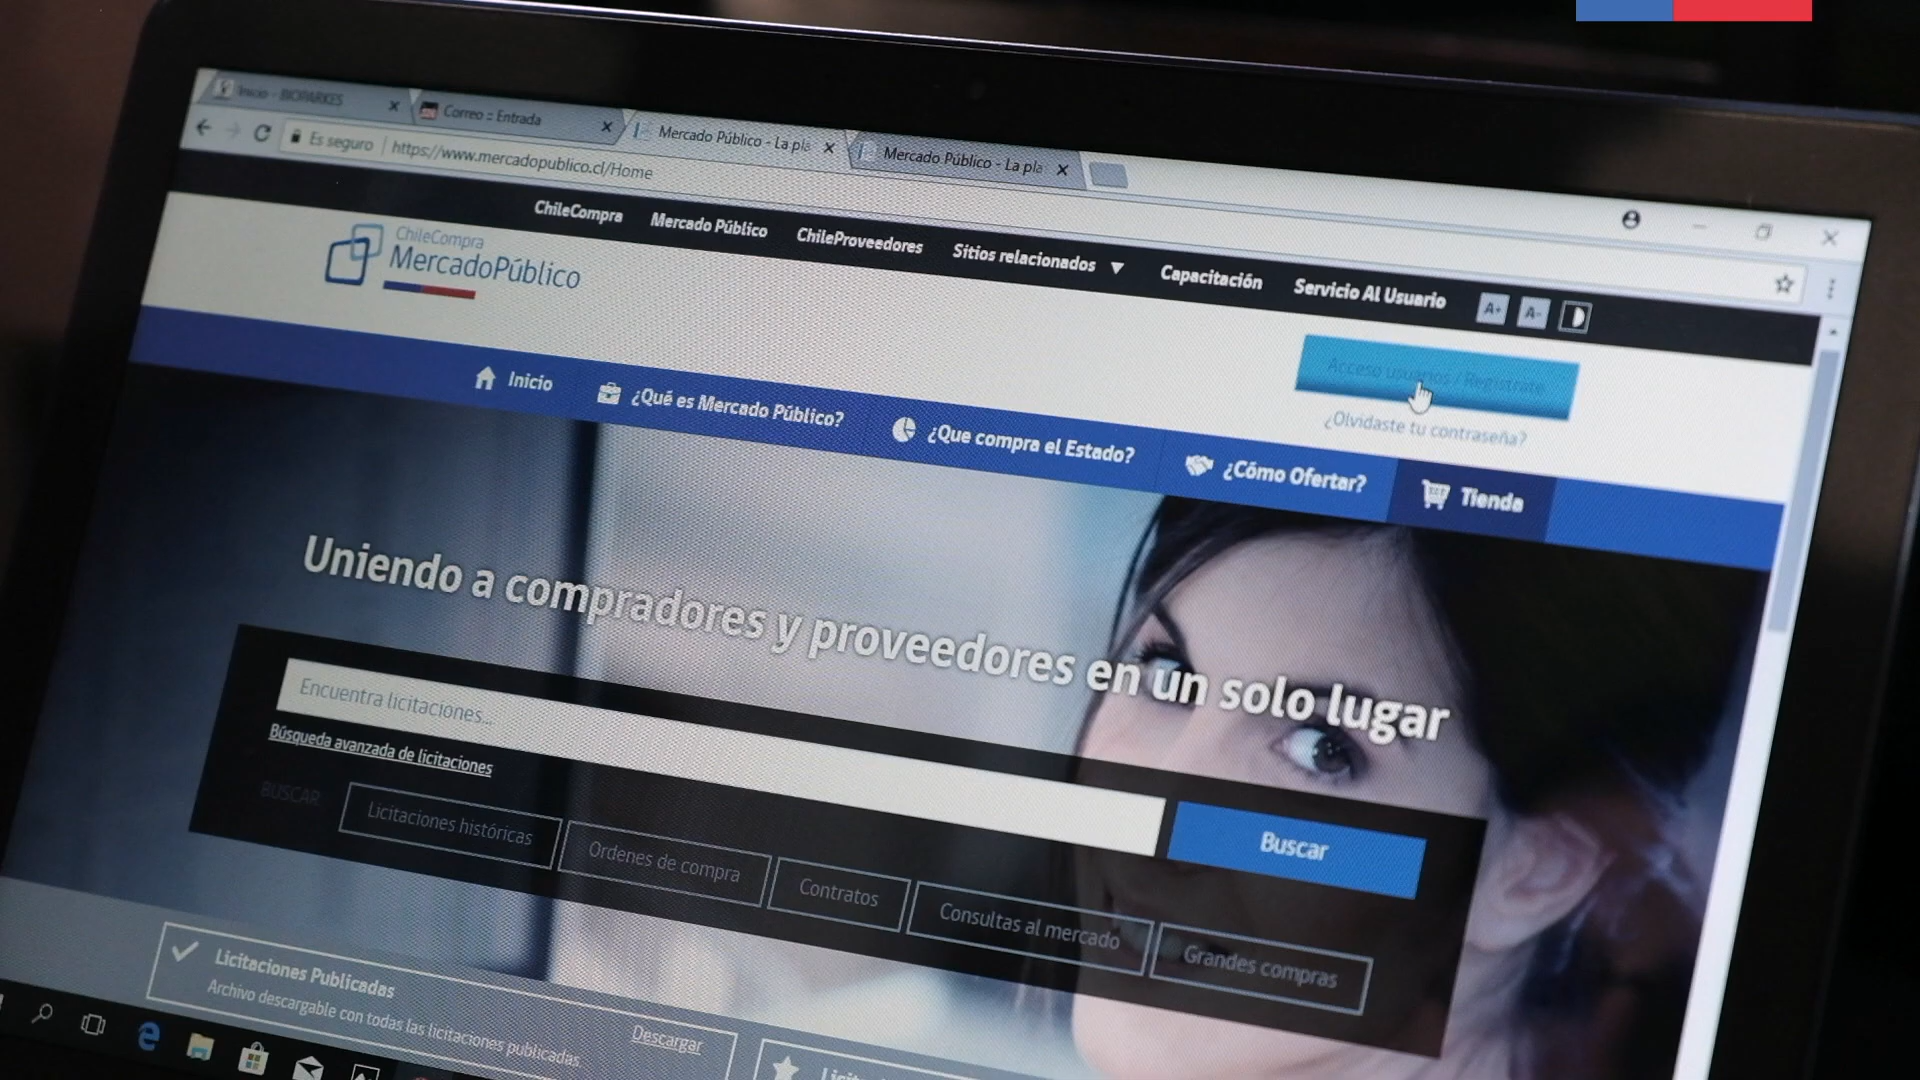 Inicio - BIOPARKES
Correo :: Entrada
Mercado Público - La pla
Mercado Público - La pla
Es seguro | https://www.mercadopublico.cl/Home
ChileCompra
Mercado Público
ChileProveedores
Sitios relacionados ▼
Capacitación
Servicio Al Usuario
A+
A-
ChileCompra
MercadoPúblico
Acceso usuarios / Regístrate
¿Olvidaste tu contraseña?
Inicio
¿Qué es Mercado Público?
¿Que compra el Estado?
¿Cómo Ofertar?
Tienda
Uniendo a compradores y proveedores en un solo lugar
Encuentra licitaciones...
Buscar
Búsqueda avanzada de licitaciones
BUSCAR
Licitaciones históricas
Ordenes de compra
Contratos
Consultas al mercado
Grandes compras
Licitaciones Publicadas
Archivo descargable con todas las licitaciones publicadas
Descargar